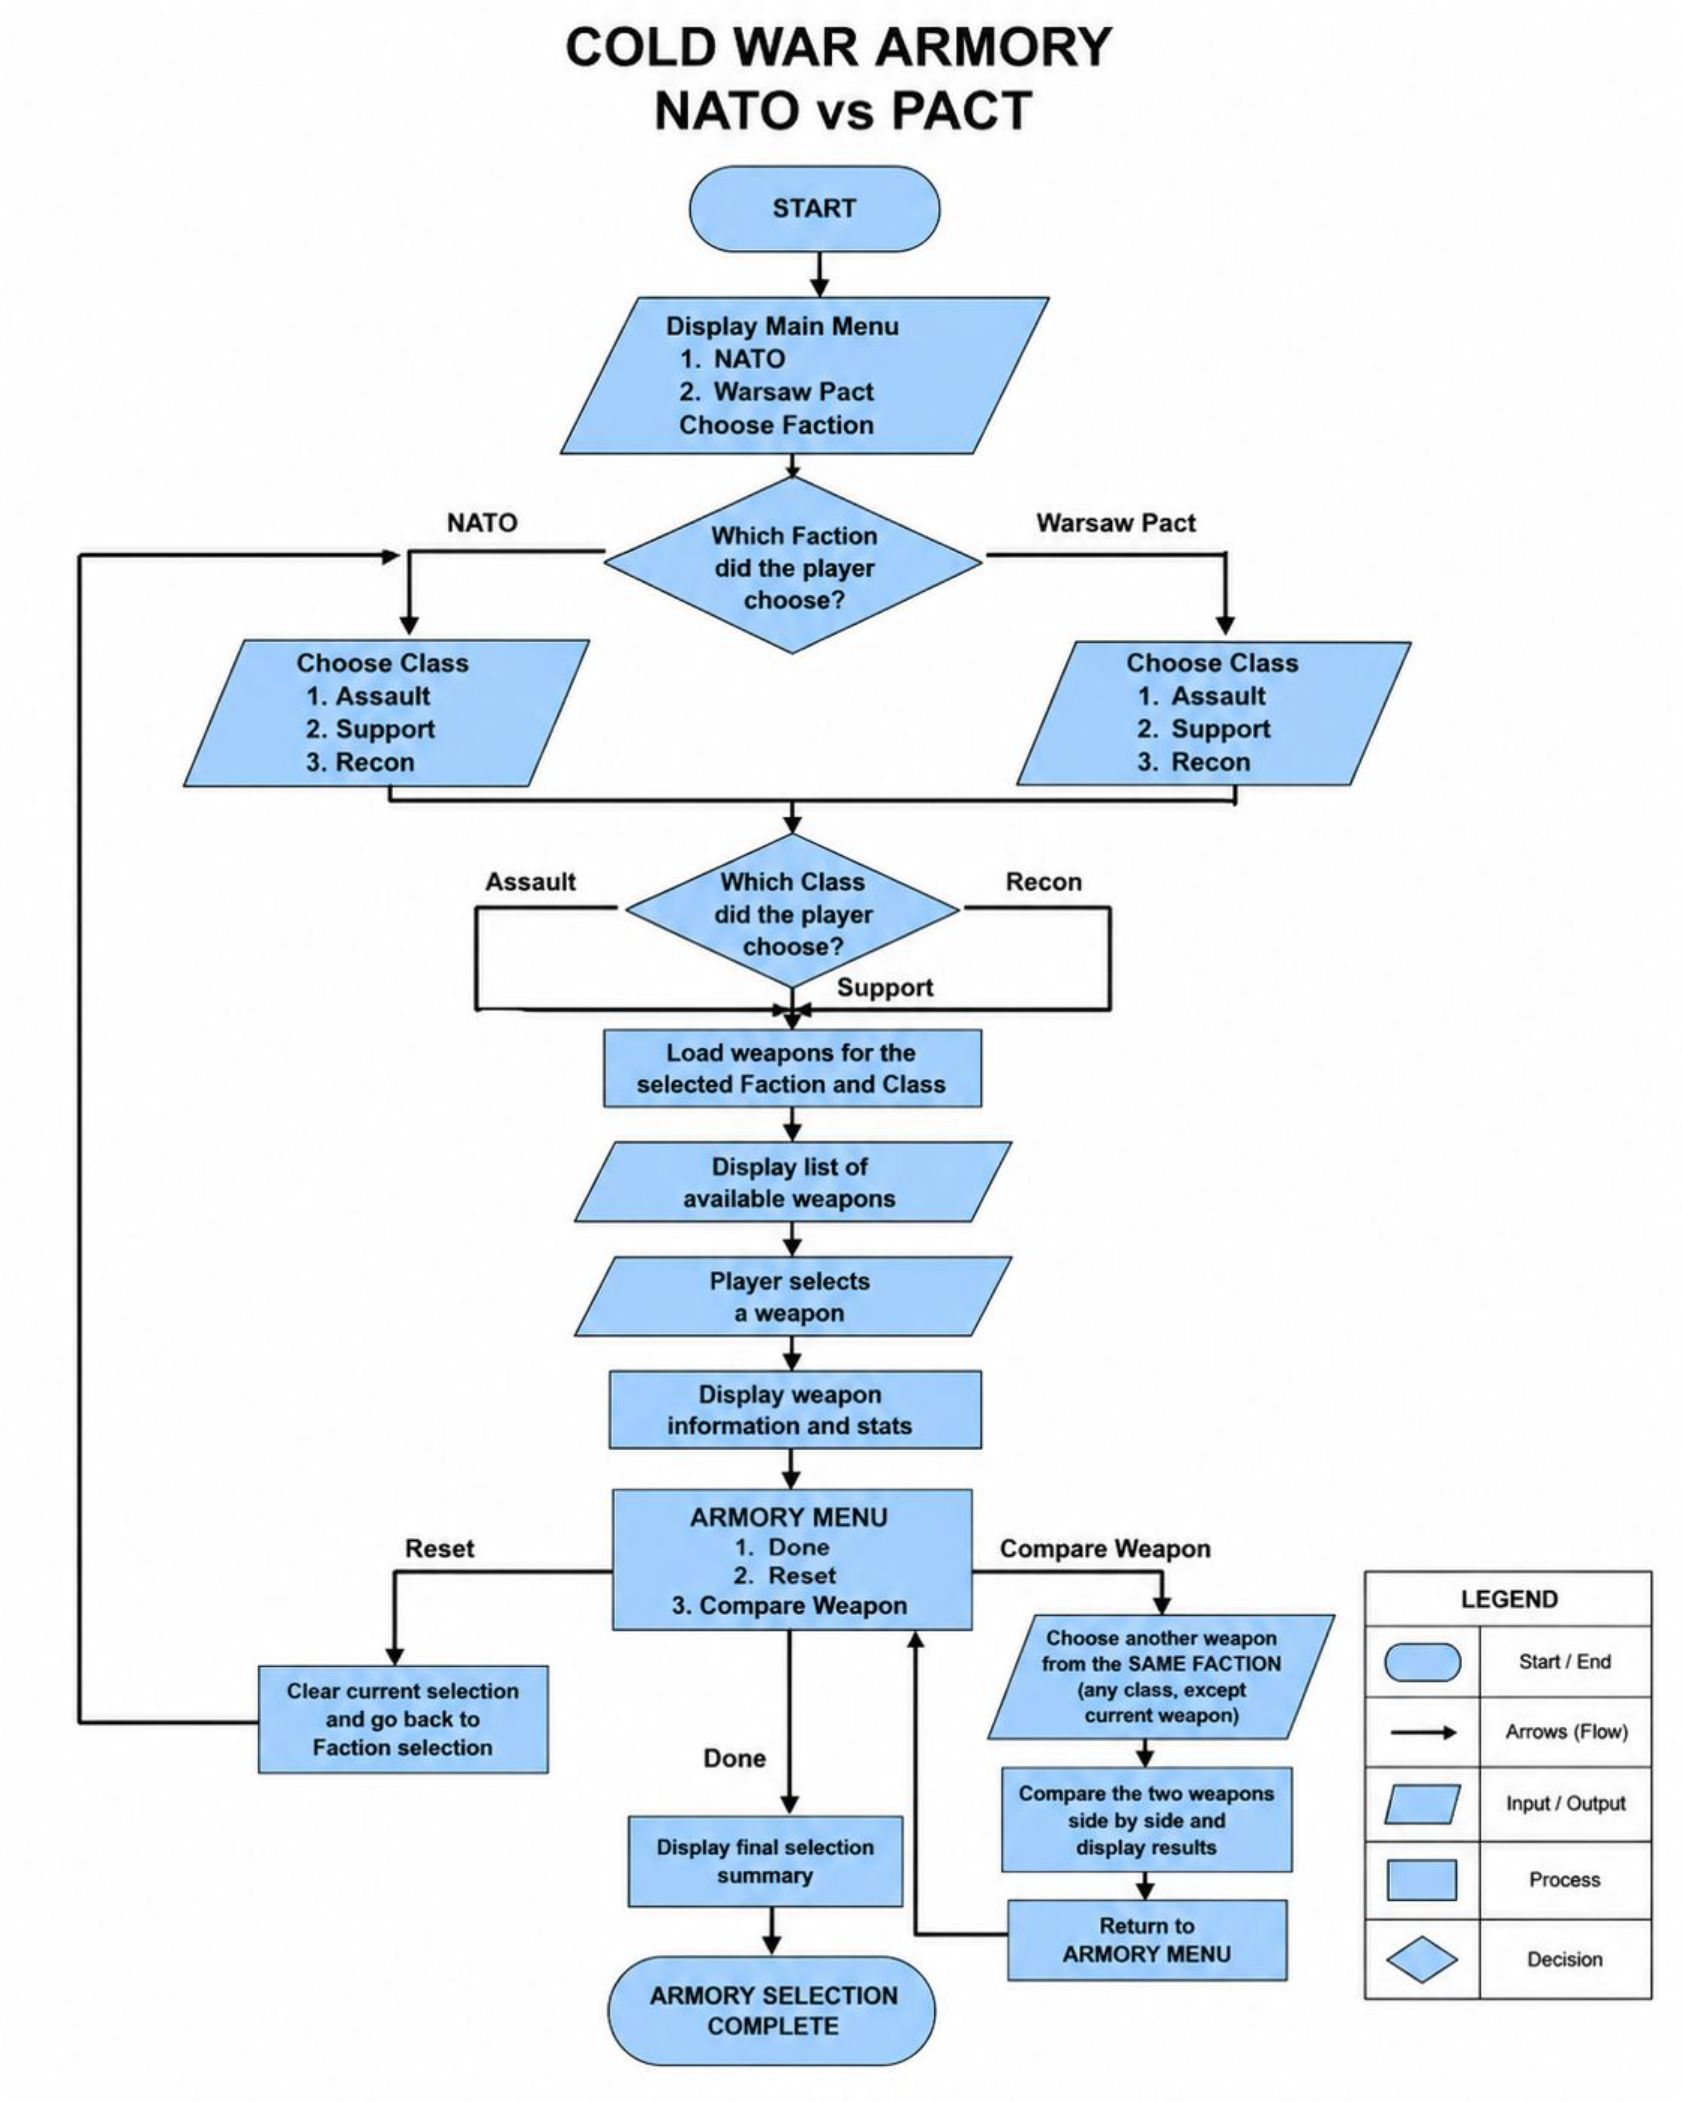 COLD WAR ARMORY
NATO vs PACT
START
Display Main Menu
1. NATO
2. Warsaw Pact
Choose Faction
NATO
Which Faction
did the player
choose?
Warsaw Pact
Choose Class
1. Assault
2. Support
3. Recon
Choose Class
1. Assault
2. Support
3. Recon
Assault
Which Class
did the player
choose?
Recon
Support
Load weapons for the
selected Faction and Class
Display list of
available weapons
Player selects
a weapon
Display weapon
information and stats
ARMORY MENU
1. Done
2. Reset
3. Compare Weapon
Reset
Compare Weapon
Clear current selection
and go back to
Faction selection
Done
Choose another weapon
from the SAME FACTION
(any class, except
current weapon)
Compare the two weapons
side by side and
display results
Return to
ARMORY MENU
Display final selection
summary
ARMORY SELECTION
COMPLETE
LEGEND
Start / End
Arrows (Flow)
Input / Output
Process
Decision